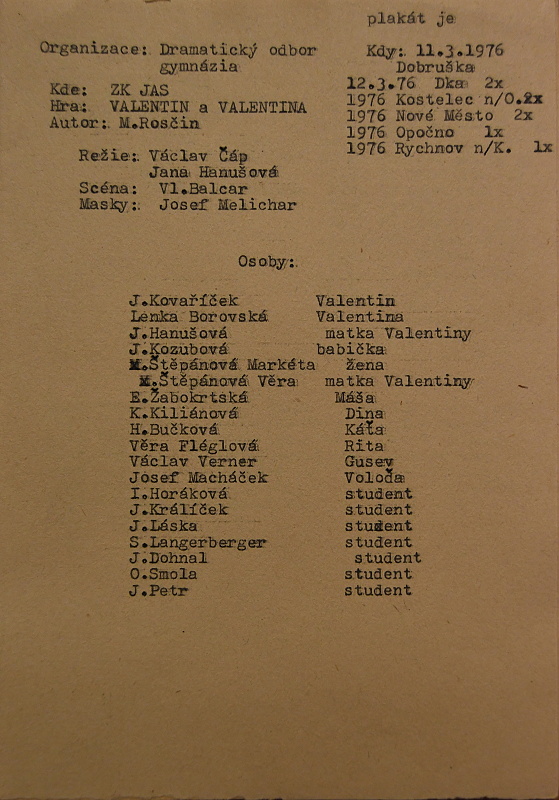 plakát je
Organizace: Dramatický odbor
gymnázia
Kde: ZK JAS
Hra: VALENTIN a VALENTINA
Autor: M.Rosčin
Kdy: 11.3.1976
Dobruška
12.3.76 Dka 2x
1976 Kostelec n/O.2x
1976 Nové Město 2x
1976 Opočno 1x
1976 Rychnov n/K. 1x
Režie: Václav Čáp
Jana Hanušová
Scéna: Vl.Balcar
Masky: Josef Melichar
Osoby:
J.Kovaříček Valentin
Lenka Borovská Valentina
J.Hanušová matka Valentiny
J.Kozubová babička
M.Štěpánová Markéta žena
M.Štěpánová Věra matka Valentiny
E.Žabokrtská Máša
K.Kiliánová Dina
H.Bučková Káťa
Věra Fléglová Rita
Václav Verner Gusev
Josef Macháček Voloďa
I.Horáková student
J.Králíček student
J.Láska student
S.Langerberger student
J.Dohnal student
O.Smola student
J.Petr student